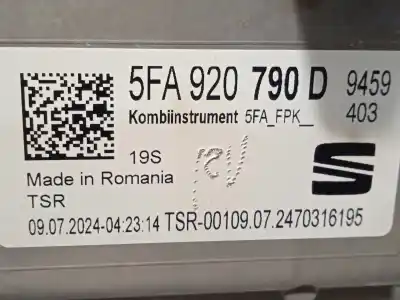 5FA 920 790 D 9459
Kombiinstrument 5FA_FPK__ 403
19S
Made in Romania
TSR
09.07.2024-04:23:14 TSR-00109.07.2470316195